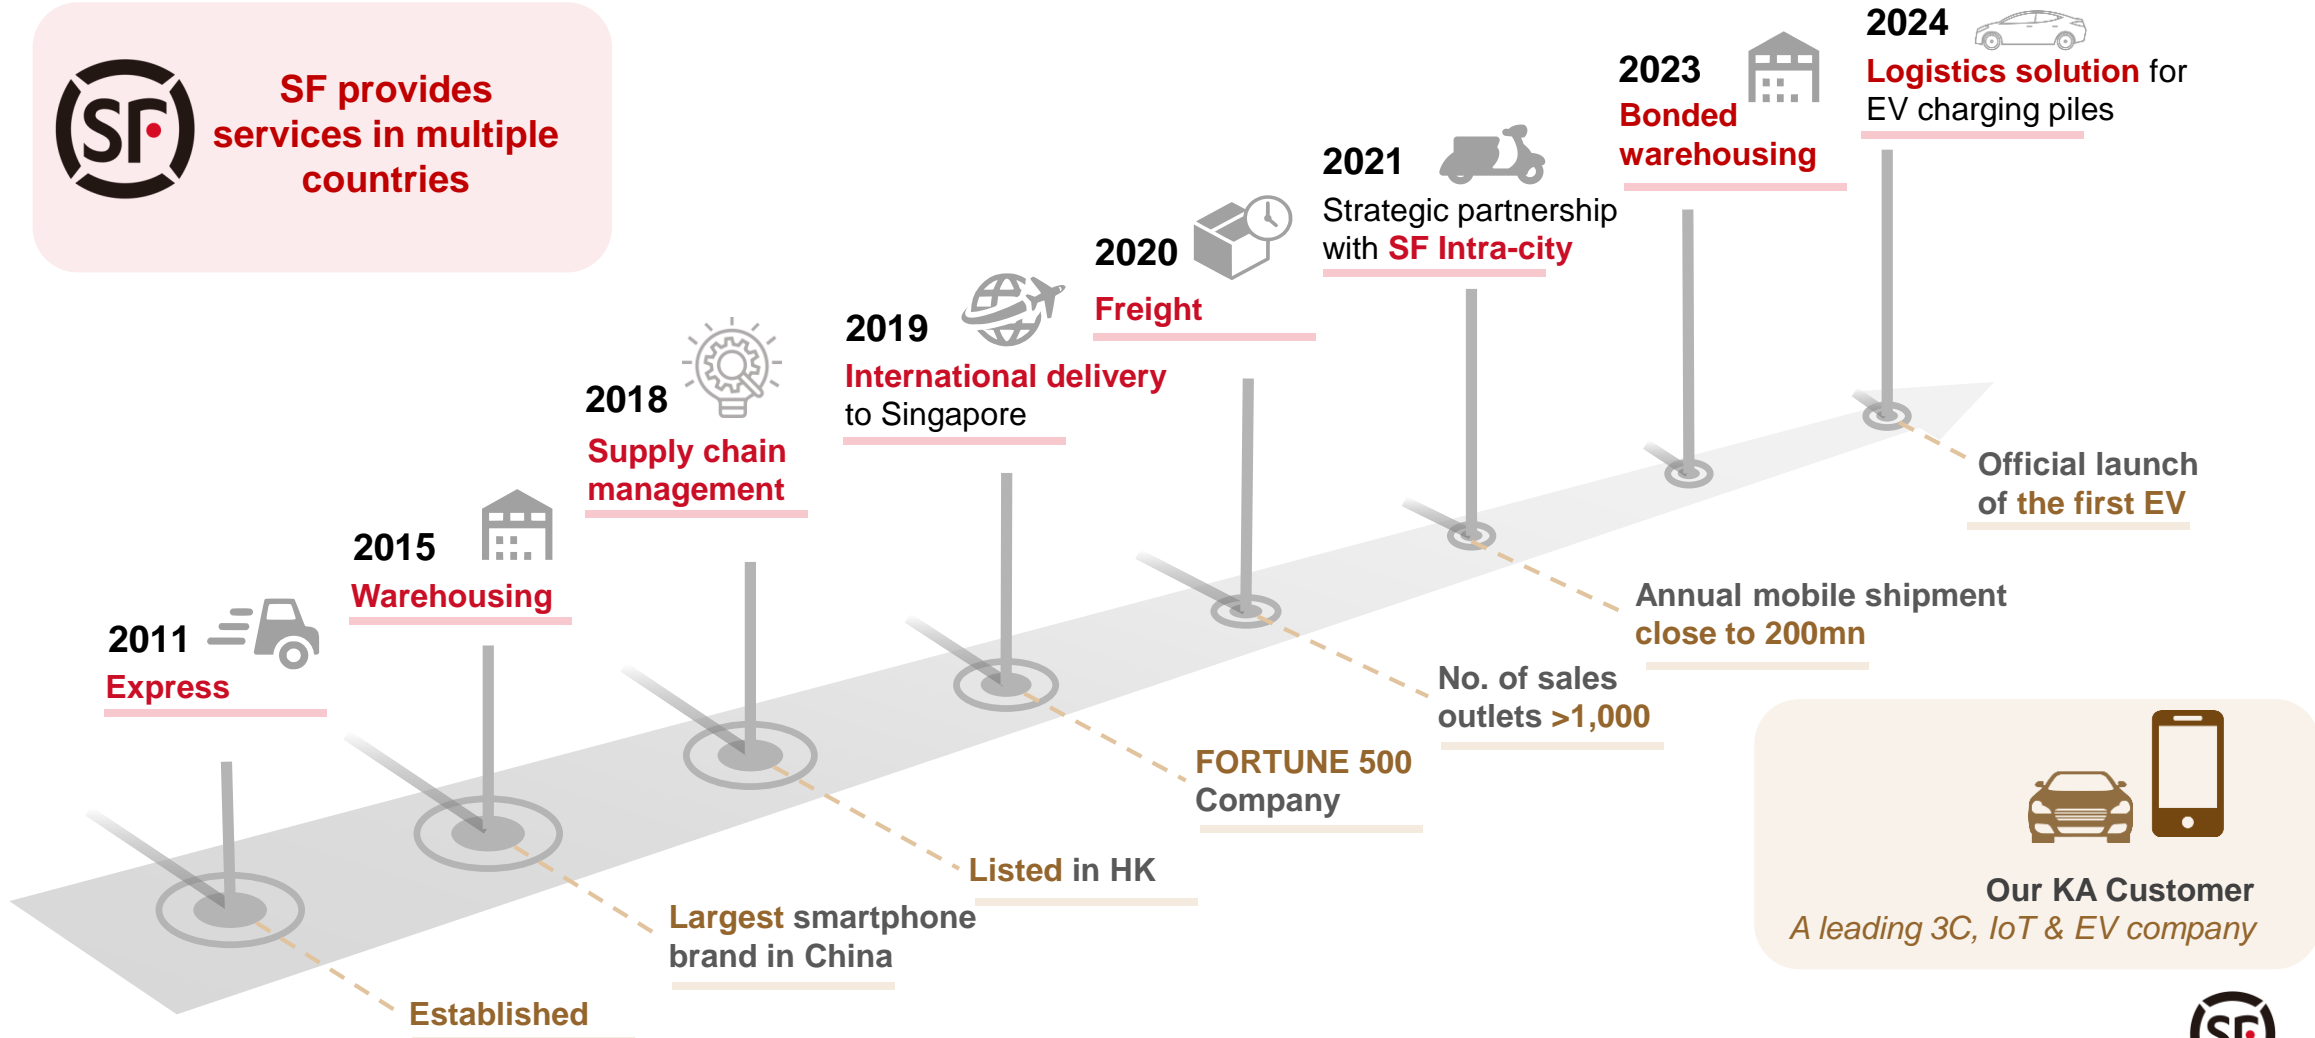 SF
SF provides
services in multiple
countries
2011
Express
2015
Warehousing
2018
Supply chain
management
2019
International delivery
to Singapore
2020
Freight
2021
Strategic partnership
with SF Intra-city
2023
Bonded
warehousing
2024
Logistics solution for
EV charging piles
Established
Largest smartphone
brand in China
Listed in HK
FORTUNE 500
Company
No. of sales
outlets >1,000
Annual mobile shipment
close to 200mn
Official launch
of the first EV
Our KA Customer
A leading 3C, IoT & EV company
SF